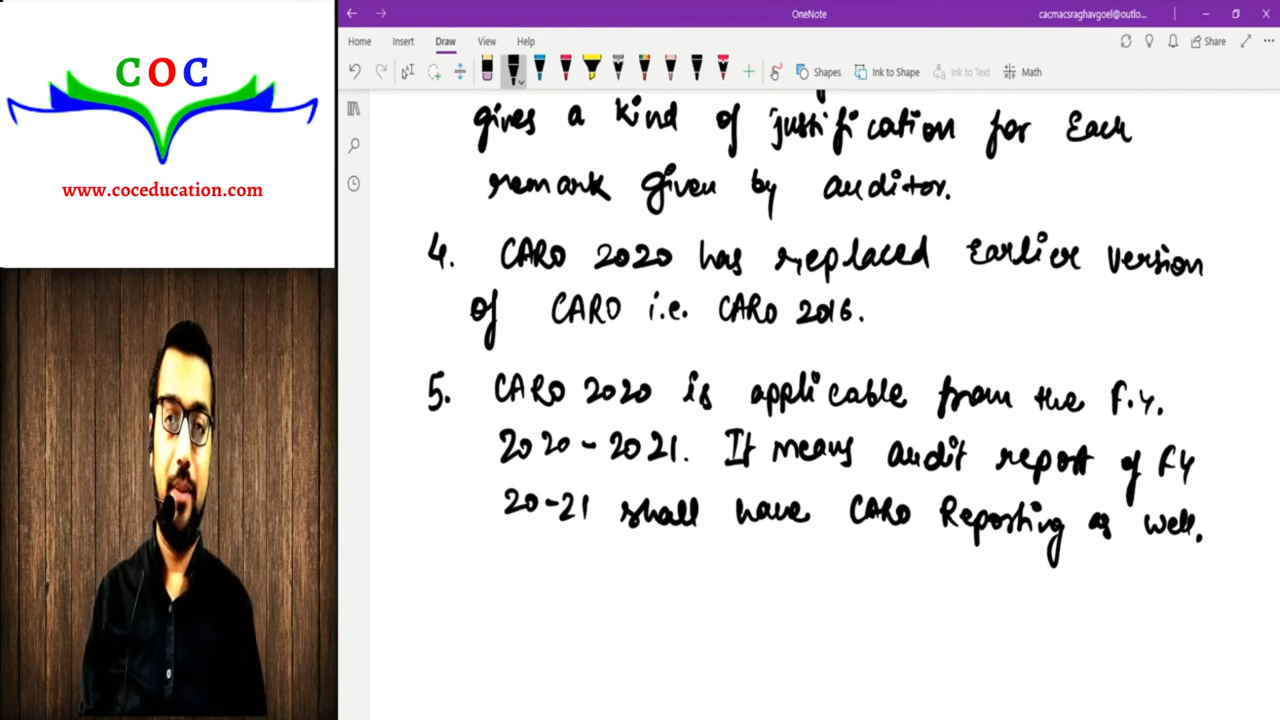 COC
www.coceducation.com
OneNote
cacmacsraghavgoel@outlo...
Home Insert Draw View Help
Share
Shapes Ink to Shape Ink to Text Math
gives a kind of justification for Each
remark given by auditor.
4. CARO 2020 has replaced Earlier version
of CARO i.e. CARO 2016.
5. CARO 2020 is applicable from the F.Y.
2020-2021. It means audit report of FY
20-21 shall have CARO Reporting as well.